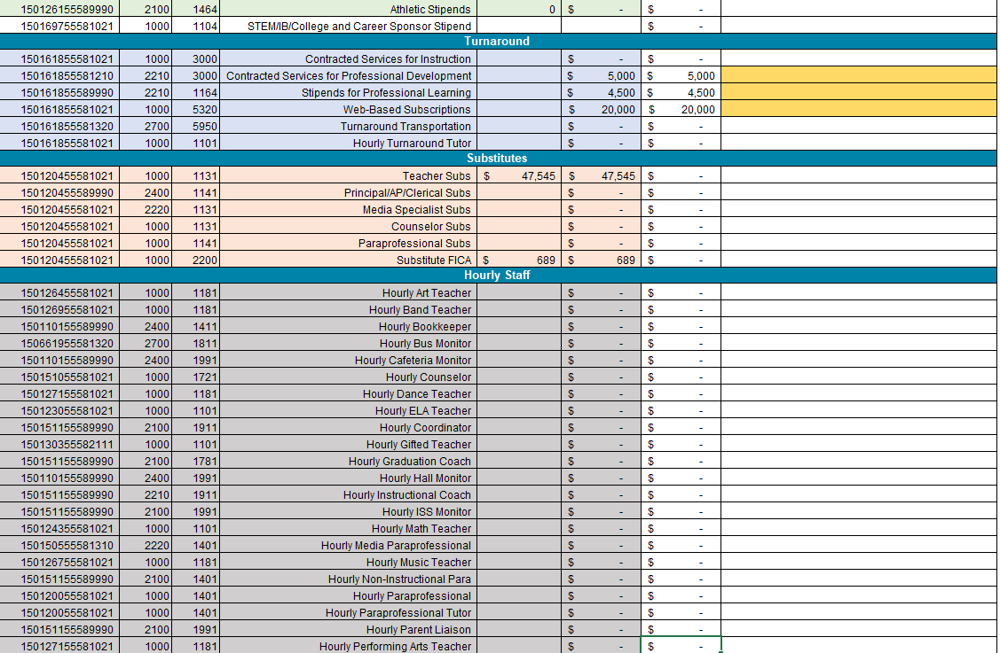 150126155589990 2100 1464 Athletic Stipends 0 $ - $ -
150169755581021 1000 1104 STEM/IB/College and Career Sponsor Stipend $ -
Turnaround
150161855581021 1000 3000 Contracted Services for Instruction $ - $ -
150161855581210 2210 3000 Contracted Services for Professional Development $ 5,000 $ 5,000
150161855589990 2210 1164 Stipends for Professional Learning $ 4,500 $ 4,500
150161855581021 1000 5320 Web-Based Subscriptions $ 20,000 $ 20,000
150161855581320 2700 5950 Turnaround Transportation $ - $ -
150161855581021 1000 1101 Hourly Turnaround Tutor $ - $ -
Substitutes
150120455581021 1000 1131 Teacher Subs $ 47,545 $ 47,545 $ -
150120455589990 2400 1141 Principal/AP/Clerical Subs $ - $ -
150120455581021 2220 1131 Media Specialist Subs $ - $ -
150120455581021 1000 1131 Counselor Subs $ - $ -
150120455581021 1000 1141 Paraprofessional Subs $ - $ -
150120455581021 1000 2200 Substitute FICA $ 689 $ 689 $ -
Hourly Staff
150126455581021 1000 1181 Hourly Art Teacher $ - $ -
150126955581021 1000 1181 Hourly Band Teacher $ - $ -
150110155589990 2400 1411 Hourly Bookkeeper $ - $ -
150661955581320 2700 1811 Hourly Bus Monitor $ - $ -
150110155589990 2400 1991 Hourly Cafeteria Monitor $ - $ -
150151055581021 1000 1721 Hourly Counselor $ - $ -
150127155581021 1000 1181 Hourly Dance Teacher $ - $ -
150123055581021 1000 1101 Hourly ELA Teacher $ - $ -
150151155589990 2100 1911 Hourly Coordinator $ - $ -
150130355582111 1000 1101 Hourly Gifted Teacher $ - $ -
150151155589990 2100 1781 Hourly Graduation Coach $ - $ -
150110155589990 2400 1991 Hourly Hall Monitor $ - $ -
150151155589990 2210 1911 Hourly Instructional Coach $ - $ -
150151155589990 2100 1991 Hourly ISS Monitor $ - $ -
150124355581021 1000 1101 Hourly Math Teacher $ - $ -
150150555581310 2220 1401 Hourly Media Paraprofessional $ - $ -
150126755581021 1000 1181 Hourly Music Teacher $ - $ -
150151155589990 2100 1401 Hourly Non-Instructional Para $ - $ -
150120055581021 1000 1401 Hourly Paraprofessional $ - $ -
150120055581021 1000 1401 Hourly Paraprofessional Tutor $ - $ -
150151155589990 2100 1991 Hourly Parent Liaison $ - $ -
150127155581021 1000 1181 Hourly Performing Arts Teacher $ - $ -